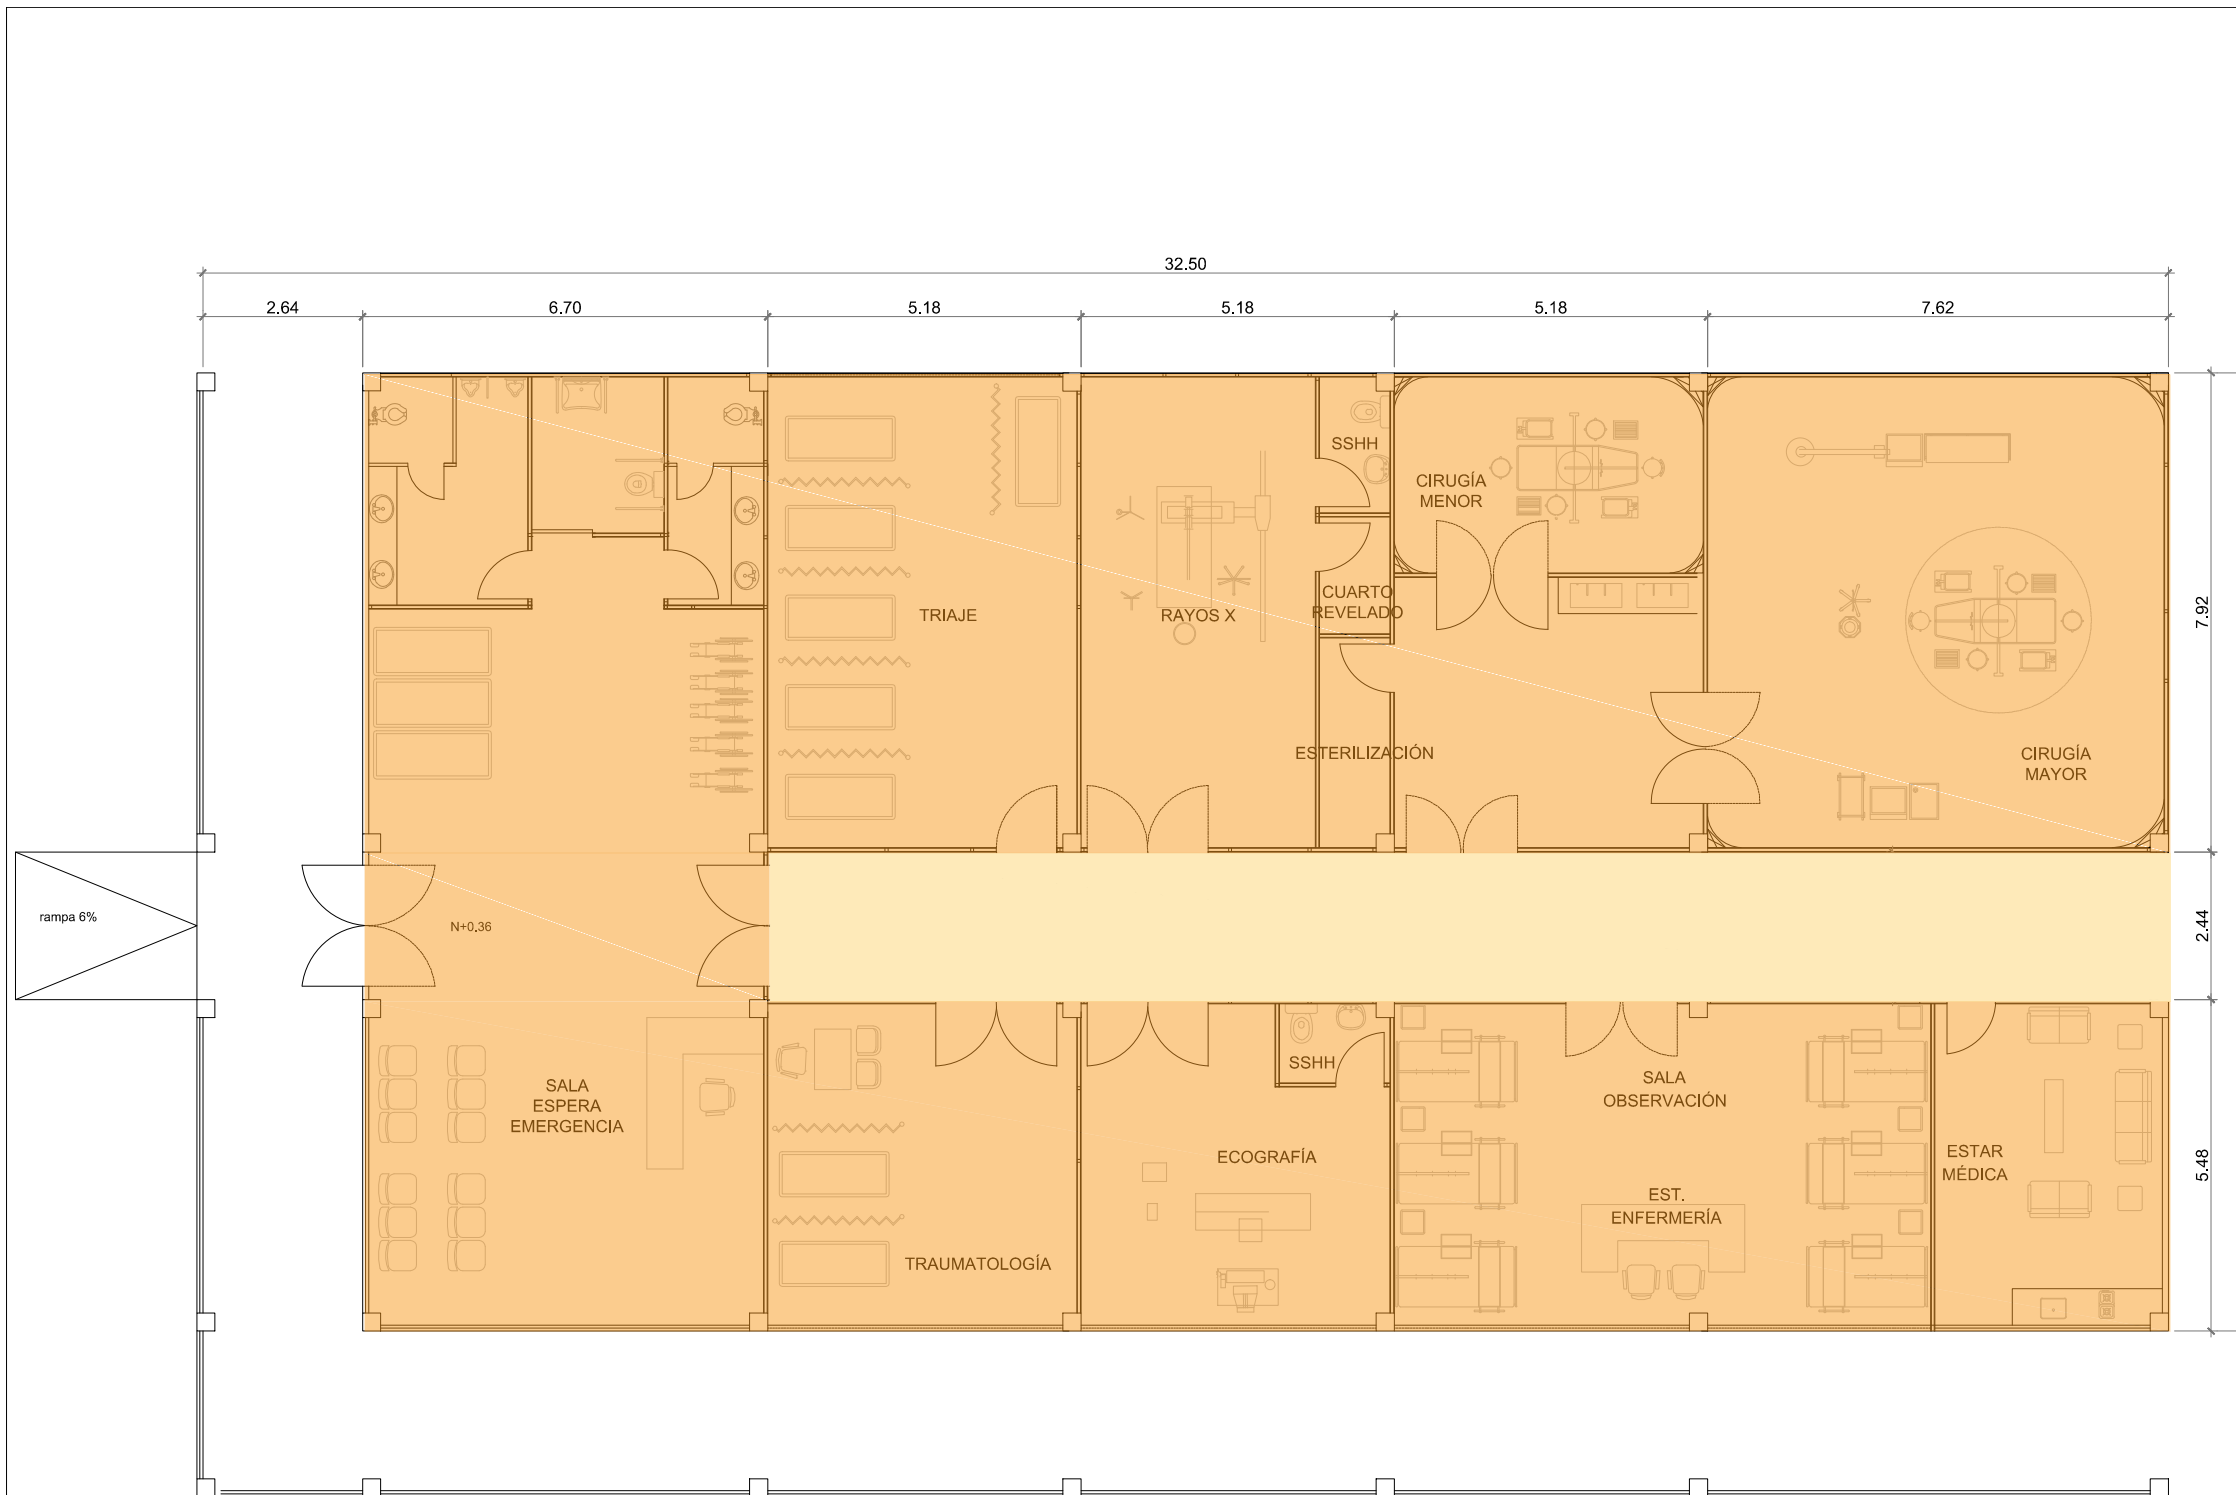 32.50
2.64
6.70
5.18
5.18
5.18
7.62
SSHH
CIRUGÍA
MENOR
TRIAJE
RAYOS X
CUARTO
REVELADO
7.92
ESTERILIZACIÓN
CIRUGÍA
MAYOR
rampa 6%
N+0,36
2.44
SALA
ESPERA
EMERGENCIA
SSHH
SALA
OBSERVACIÓN
ECOGRAFÍA
ESTAR
MÉDICA
5.48
EST.
ENFERMERÍA
TRAUMATOLOGÍA